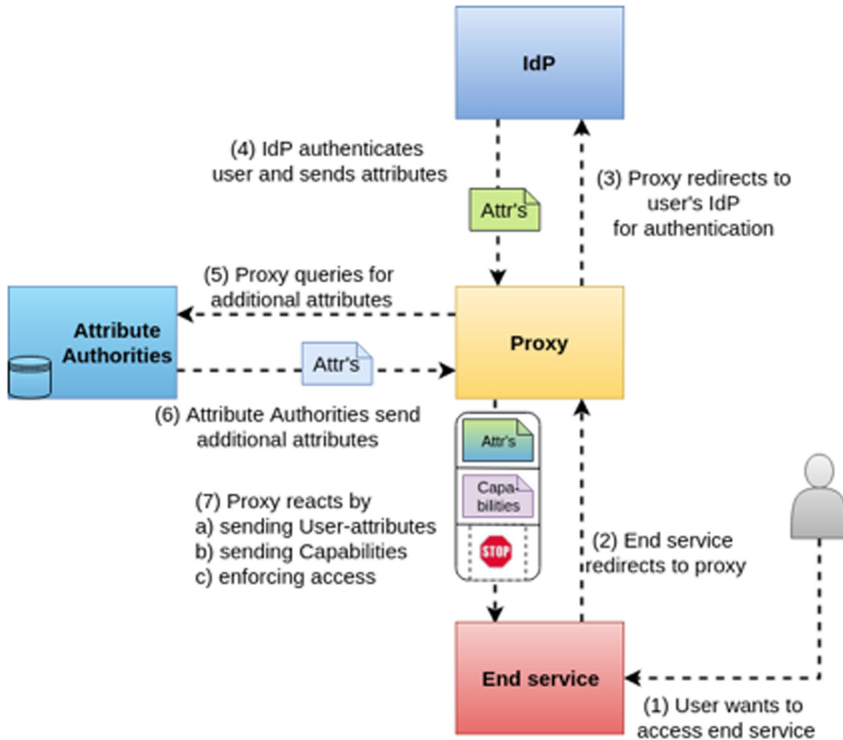 IdP
(4) IdP authenticates
user and sends attributes
Attr's
(3) Proxy redirects to
user's IdP
for authentication
(5) Proxy queries for
additional attributes
Attribute
Authorities
Proxy
Attr's
(6) Attribute Authorities send
additional attributes
Attr's
Capa-
bilities
STOP
(7) Proxy reacts by
a) sending User-attributes
b) sending Capabilities
c) enforcing access
(2) End service
redirects to proxy
End service
(1) User wants to
access end service